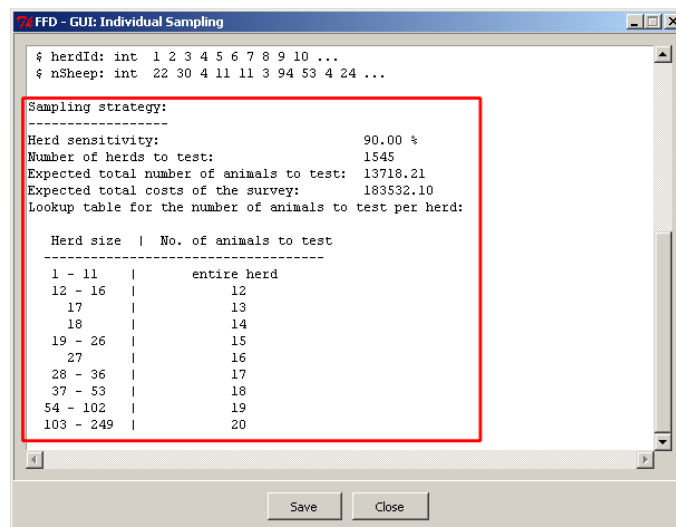 FFD - GUI: Individual Sampling
$ herdId: int 1 2 3 4 5 6 7 8 9 10 ...
$ nSheep: int 22 30 4 11 11 3 94 53 4 24 ...
Sampling strategy:
------------------
Herd sensitivity: 90.00 %
Number of herds to test: 1545
Expected total number of animals to test: 13718.21
Expected total costs of the survey: 183532.10
Lookup table for the number of animals to test per herd:
Herd size | No. of animals to test
------------------------------------
1 - 11 | entire herd
12 - 16 | 12
17 | 13
18 | 14
19 - 26 | 15
27 | 16
28 - 36 | 17
37 - 53 | 18
54 - 102 | 19
103 - 249 | 20
Save Close